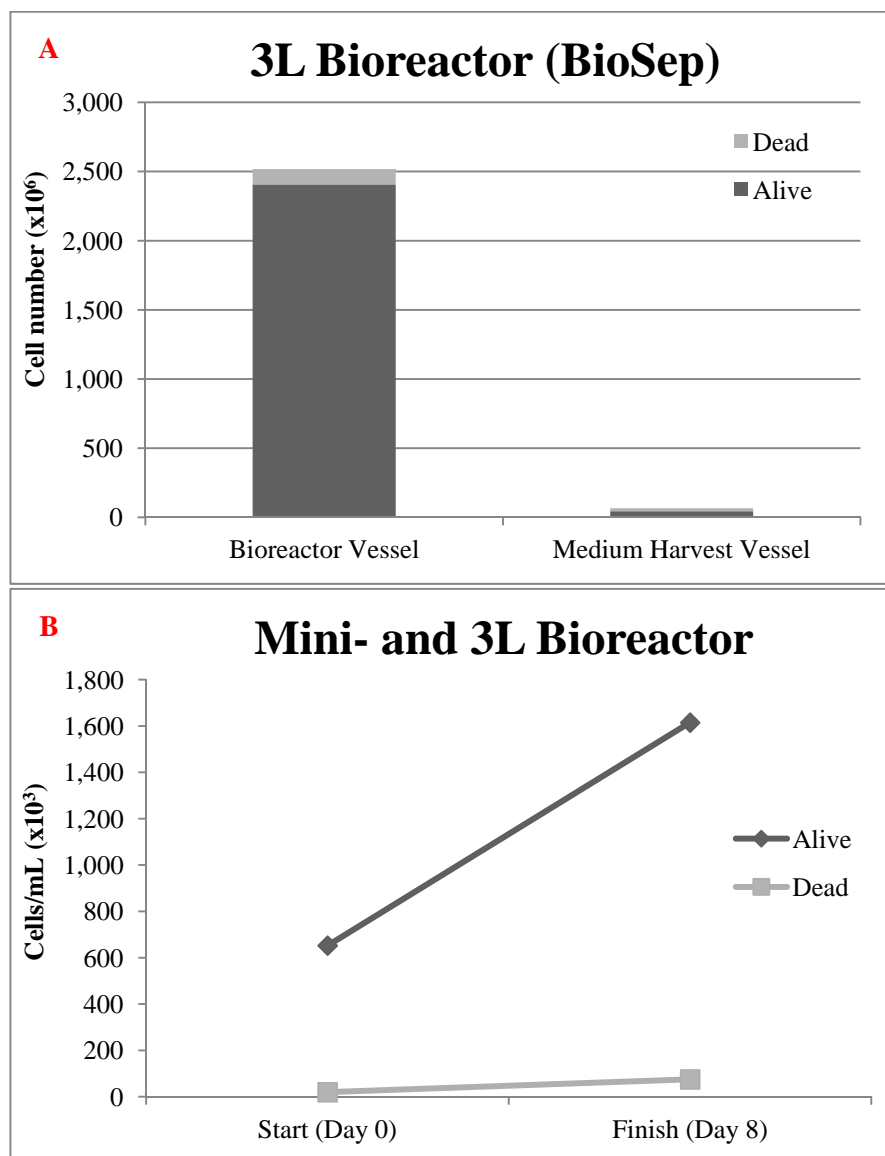 A
3L Bioreactor (BioSep)
Cell number (x10⁶)
3,000
2,500
2,000
1,500
1,000
500
0
Dead
Alive
Bioreactor Vessel
Medium Harvest Vessel
B
Mini- and 3L Bioreactor
Cells/mL (x10³)
1,800
1,600
1,400
1,200
1,000
800
600
400
200
0
Alive
Dead
Start (Day 0)
Finish (Day 8)